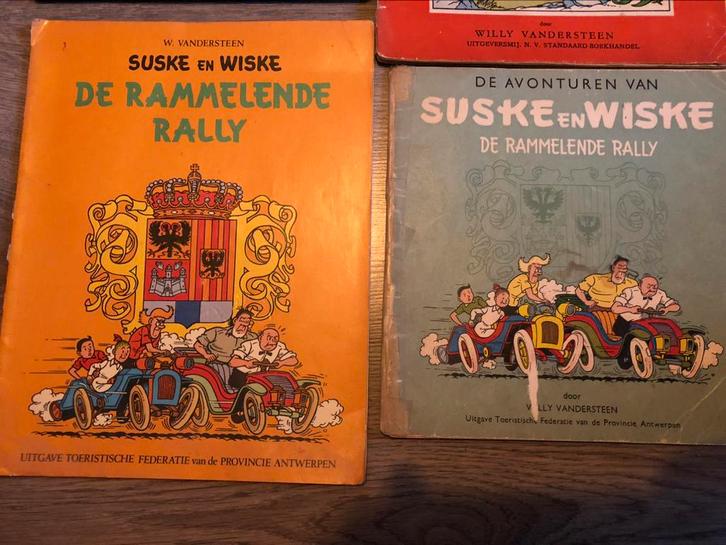 W. VANDERSTEEN
SUSKE EN WISKE
DE RAMMELENDE
RALLY
UITGAVE TOERISTISCHE FEDERATIE van de PROVINCIE ANTWERPEN
door
WILLY VANDERSTEEN
UITGEVERSMIJ. N. V. STANDAARD-BOEKHANDEL
DE AVONTUREN VAN
SUSKE EN WISKE
DE RAMMELENDE RALLY
door
WILLY VANDERSTEEN
Uitgave Toeristische Federatie van de Provincie Antwerpen